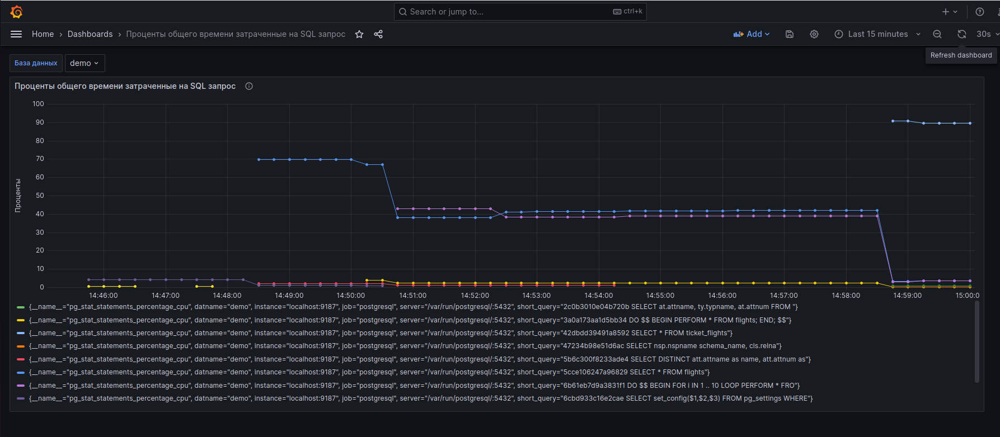 Search or jump to...
ctrl+k
Home › Dashboards › Проценты общего времени затраченные на SQL запрос
Add
Last 15 minutes
30s
Refresh dashboard
База данных
demo
Проценты общего времени затраченные на SQL запрос
Проценты
100
90
80
70
60
50
40
30
20
10
0
14:46:00 14:47:00 14:48:00 14:49:00 14:50:00 14:51:00 14:52:00 14:53:00 14:54:00 14:55:00 14:56:00 14:57:00 14:58:00 14:59:00 15:00:0
{__name__="pg_stat_statements_percentage_cpu", datname="demo", instance="localhost:9187", job="postgresql", server="/var/run/postgresql/:5432", short_query="2c0b3010e04b720b SELECT at.attname, ty.typname, at.attnum FROM "}
{__name__="pg_stat_statements_percentage_cpu", datname="demo", instance="localhost:9187", job="postgresql", server="/var/run/postgresql/:5432", short_query="3a0a173aa1d5bb34 DO $$ BEGIN PERFORM * FROM flights; END; $$"}
{__name__="pg_stat_statements_percentage_cpu", datname="demo", instance="localhost:9187", job="postgresql", server="/var/run/postgresql/:5432", short_query="42dbdd39491a8592 SELECT * FROM ticket_flights"}
{__name__="pg_stat_statements_percentage_cpu", datname="demo", instance="localhost:9187", job="postgresql", server="/var/run/postgresql/:5432", short_query="47234b98e51d6ac SELECT nsp.nspname schema_name, cls.relna"}
{__name__="pg_stat_statements_percentage_cpu", datname="demo", instance="localhost:9187", job="postgresql", server="/var/run/postgresql/:5432", short_query="5b6c300f8233ade4 SELECT DISTINCT att.attname as name, att.attnum as"}
{__name__="pg_stat_statements_percentage_cpu", datname="demo", instance="localhost:9187", job="postgresql", server="/var/run/postgresql/:5432", short_query="5cce106247a96829 SELECT * FROM flights"}
{__name__="pg_stat_statements_percentage_cpu", datname="demo", instance="localhost:9187", job="postgresql", server="/var/run/postgresql/:5432", short_query="6b61eb7d9a3831f1 DO $$ BEGIN FOR i IN 1 .. 10 LOOP PERFORM * FRO"}
{__name__="pg_stat_statements_percentage_cpu", datname="demo", instance="localhost:9187", job="postgresql", server="/var/run/postgresql/:5432", short_query="6cbd933c16e2cae SELECT set_config($1,$2,$3) FROM pg_settings WHERE"}